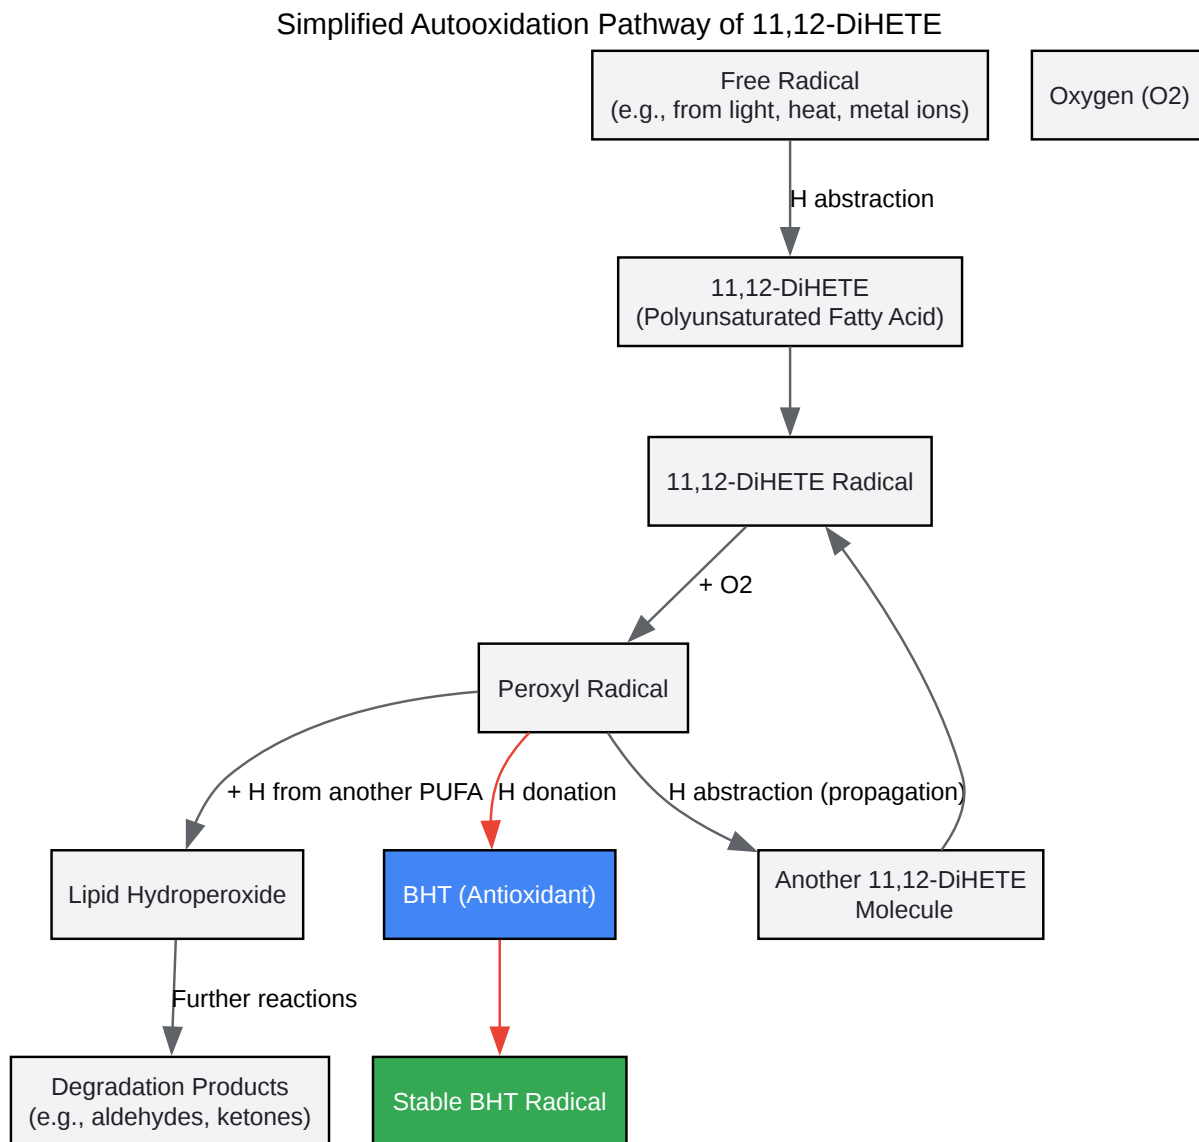 Simplified Autooxidation Pathway of 11,12-DiHETE
Free Radical
(e.g., from light, heat, metal ions)
Oxygen (O2)
H abstraction
11,12-DiHETE
(Polyunsaturated Fatty Acid)
11,12-DiHETE Radical
+ O2
Peroxyl Radical
+ H from another PUFA
H donation
H abstraction (propagation)
Lipid Hydroperoxide
BHT (Antioxidant)
Another 11,12-DiHETE
Molecule
Further reactions
Degradation Products
(e.g., aldehydes, ketones)
Stable BHT Radical